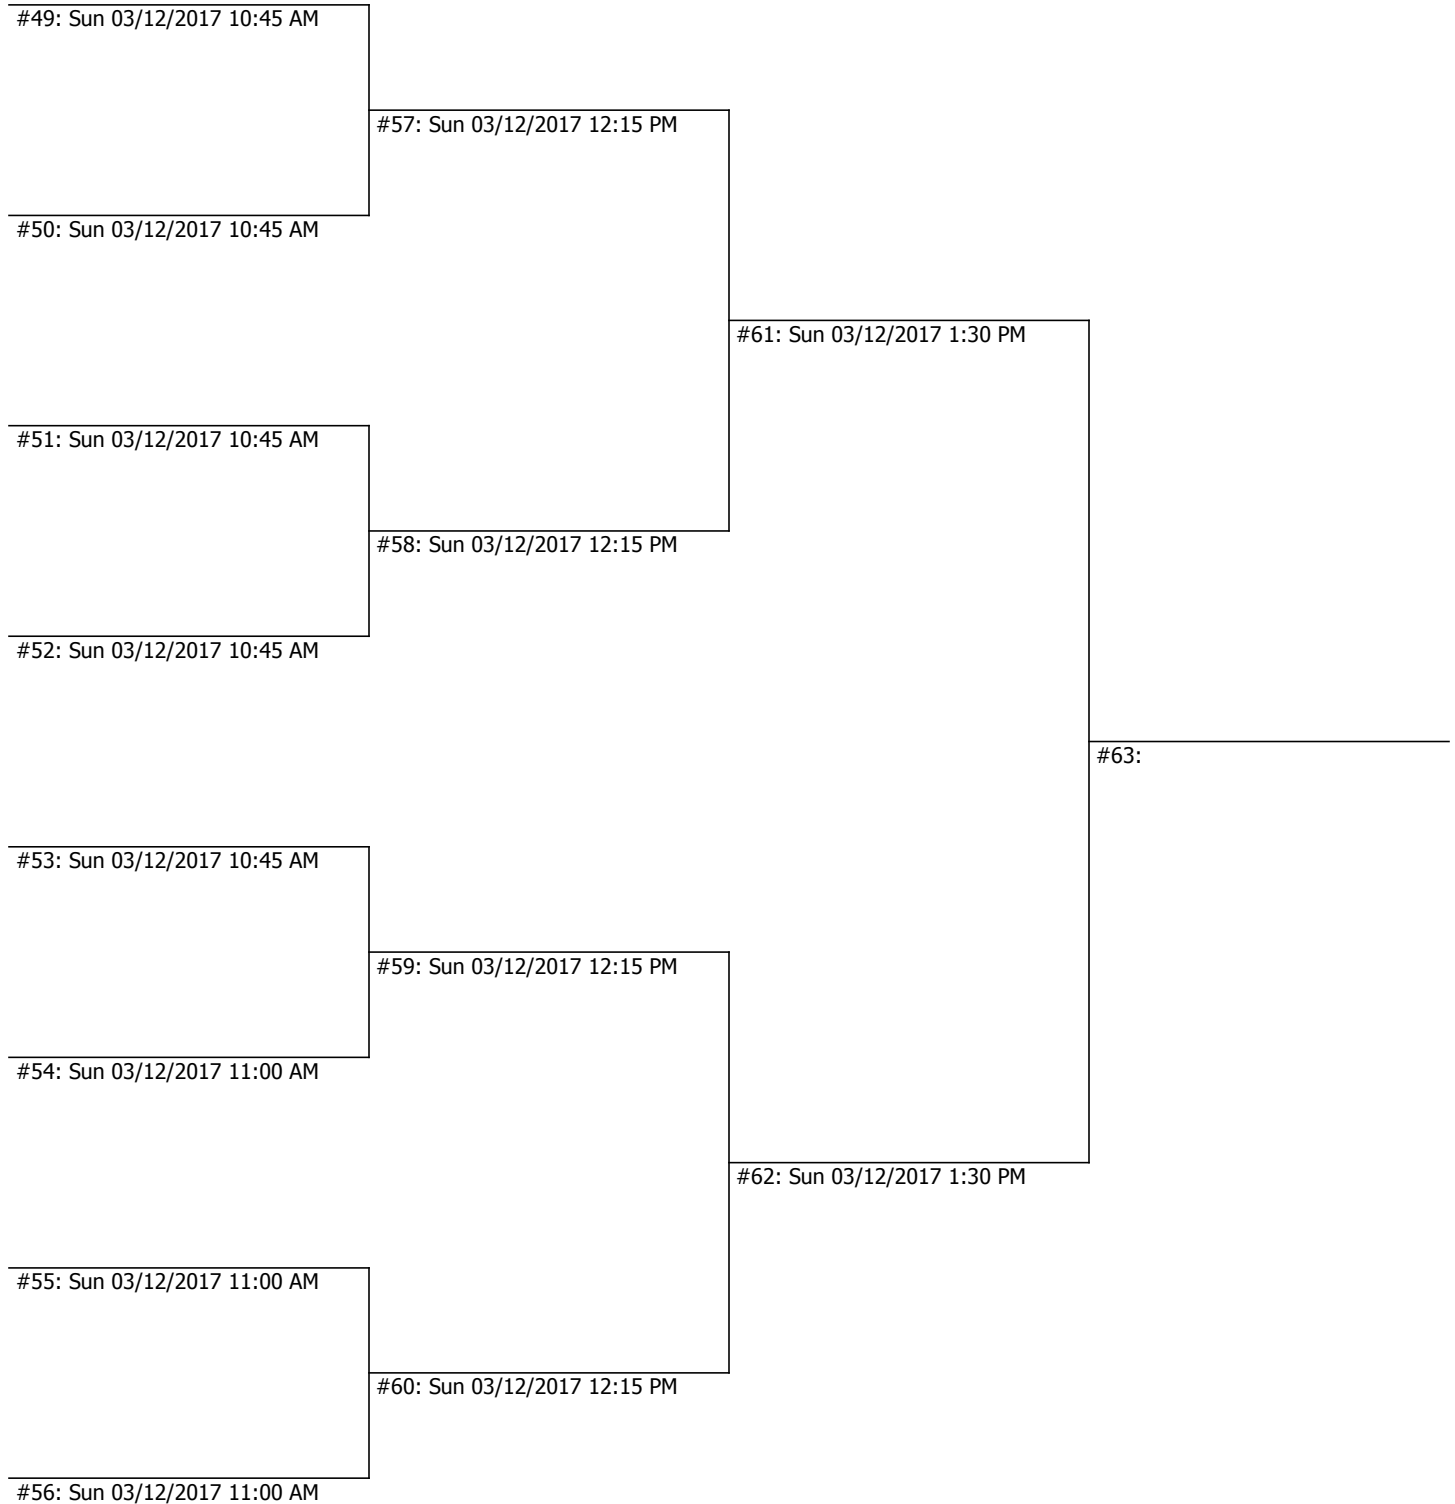 #49: Sun 03/12/2017 10:45 AM
#57: Sun 03/12/2017 12:15 PM
#50: Sun 03/12/2017 10:45 AM
#61: Sun 03/12/2017 1:30 PM
#51: Sun 03/12/2017 10:45 AM
#58: Sun 03/12/2017 12:15 PM
#52: Sun 03/12/2017 10:45 AM
#63:
#53: Sun 03/12/2017 10:45 AM
#59: Sun 03/12/2017 12:15 PM
#54: Sun 03/12/2017 11:00 AM
#62: Sun 03/12/2017 1:30 PM
#55: Sun 03/12/2017 11:00 AM
#60: Sun 03/12/2017 12:15 PM
#56: Sun 03/12/2017 11:00 AM